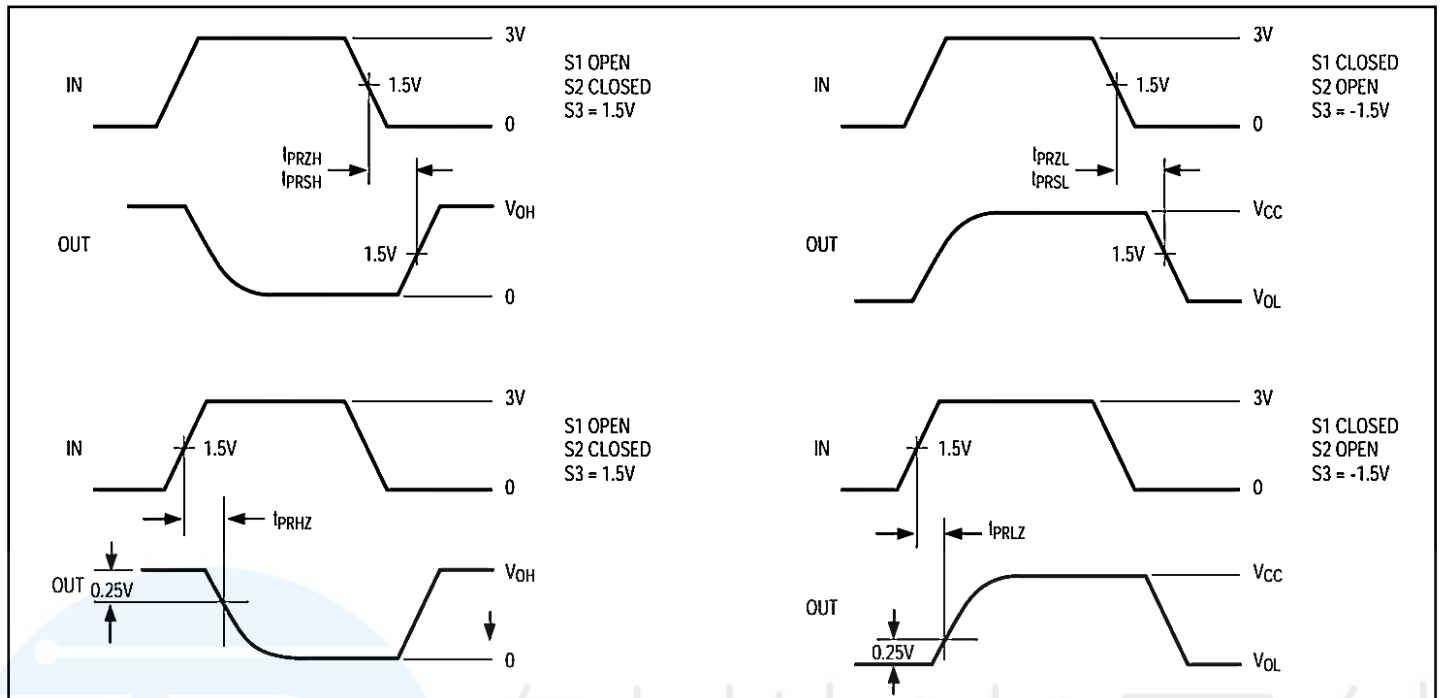 3V
S1 OPEN
S2 CLOSED
S3 = 1.5V
IN
1.5V
0
tPRZH
tPRSH
VOH
OUT
1.5V
0
3V
S1 CLOSED
S2 OPEN
S3 = -1.5V
IN
1.5V
0
tPRZL
tPRSL
VCC
OUT
1.5V
VOL
3V
S1 OPEN
S2 CLOSED
S3 = 1.5V
IN
1.5V
0
tPRHZ
VOH
OUT
0.25V
0
3V
S1 CLOSED
S2 OPEN
S3 = -1.5V
IN
1.5V
0
tPRLZ
VCC
OUT
0.25V
VOL